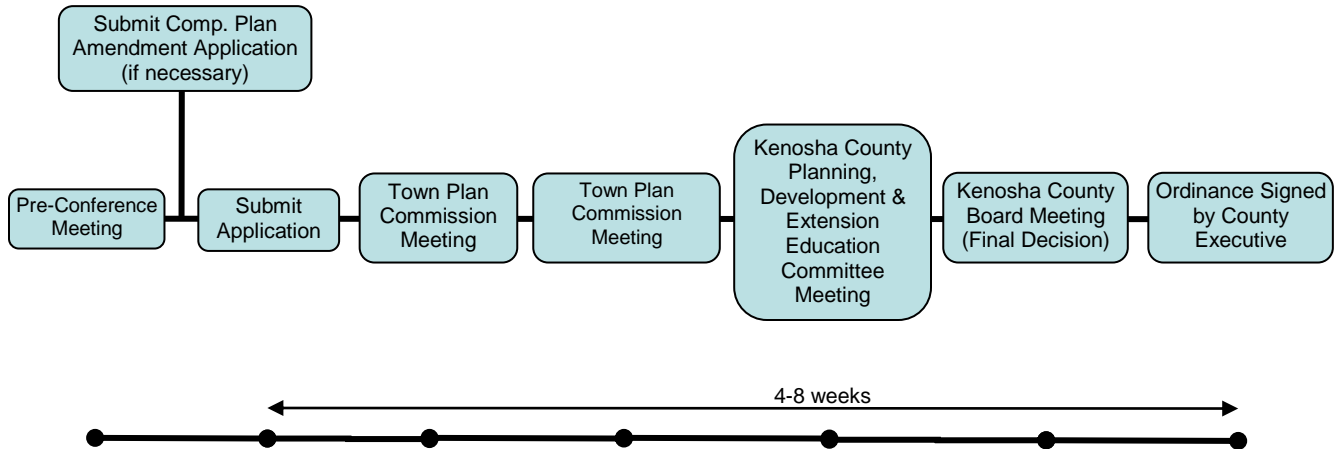 Submit Comp. Plan
Amendment Application
(if necessary)
Pre-Conference
Meeting
Submit
Application
Town Plan
Commission
Meeting
Town Plan
Commission
Meeting
Kenosha County
Planning,
Development &
Extension
Education
Committee
Meeting
Kenosha County
Board Meeting
(Final Decision)
Ordinance Signed
by County
Executive
4-8 weeks